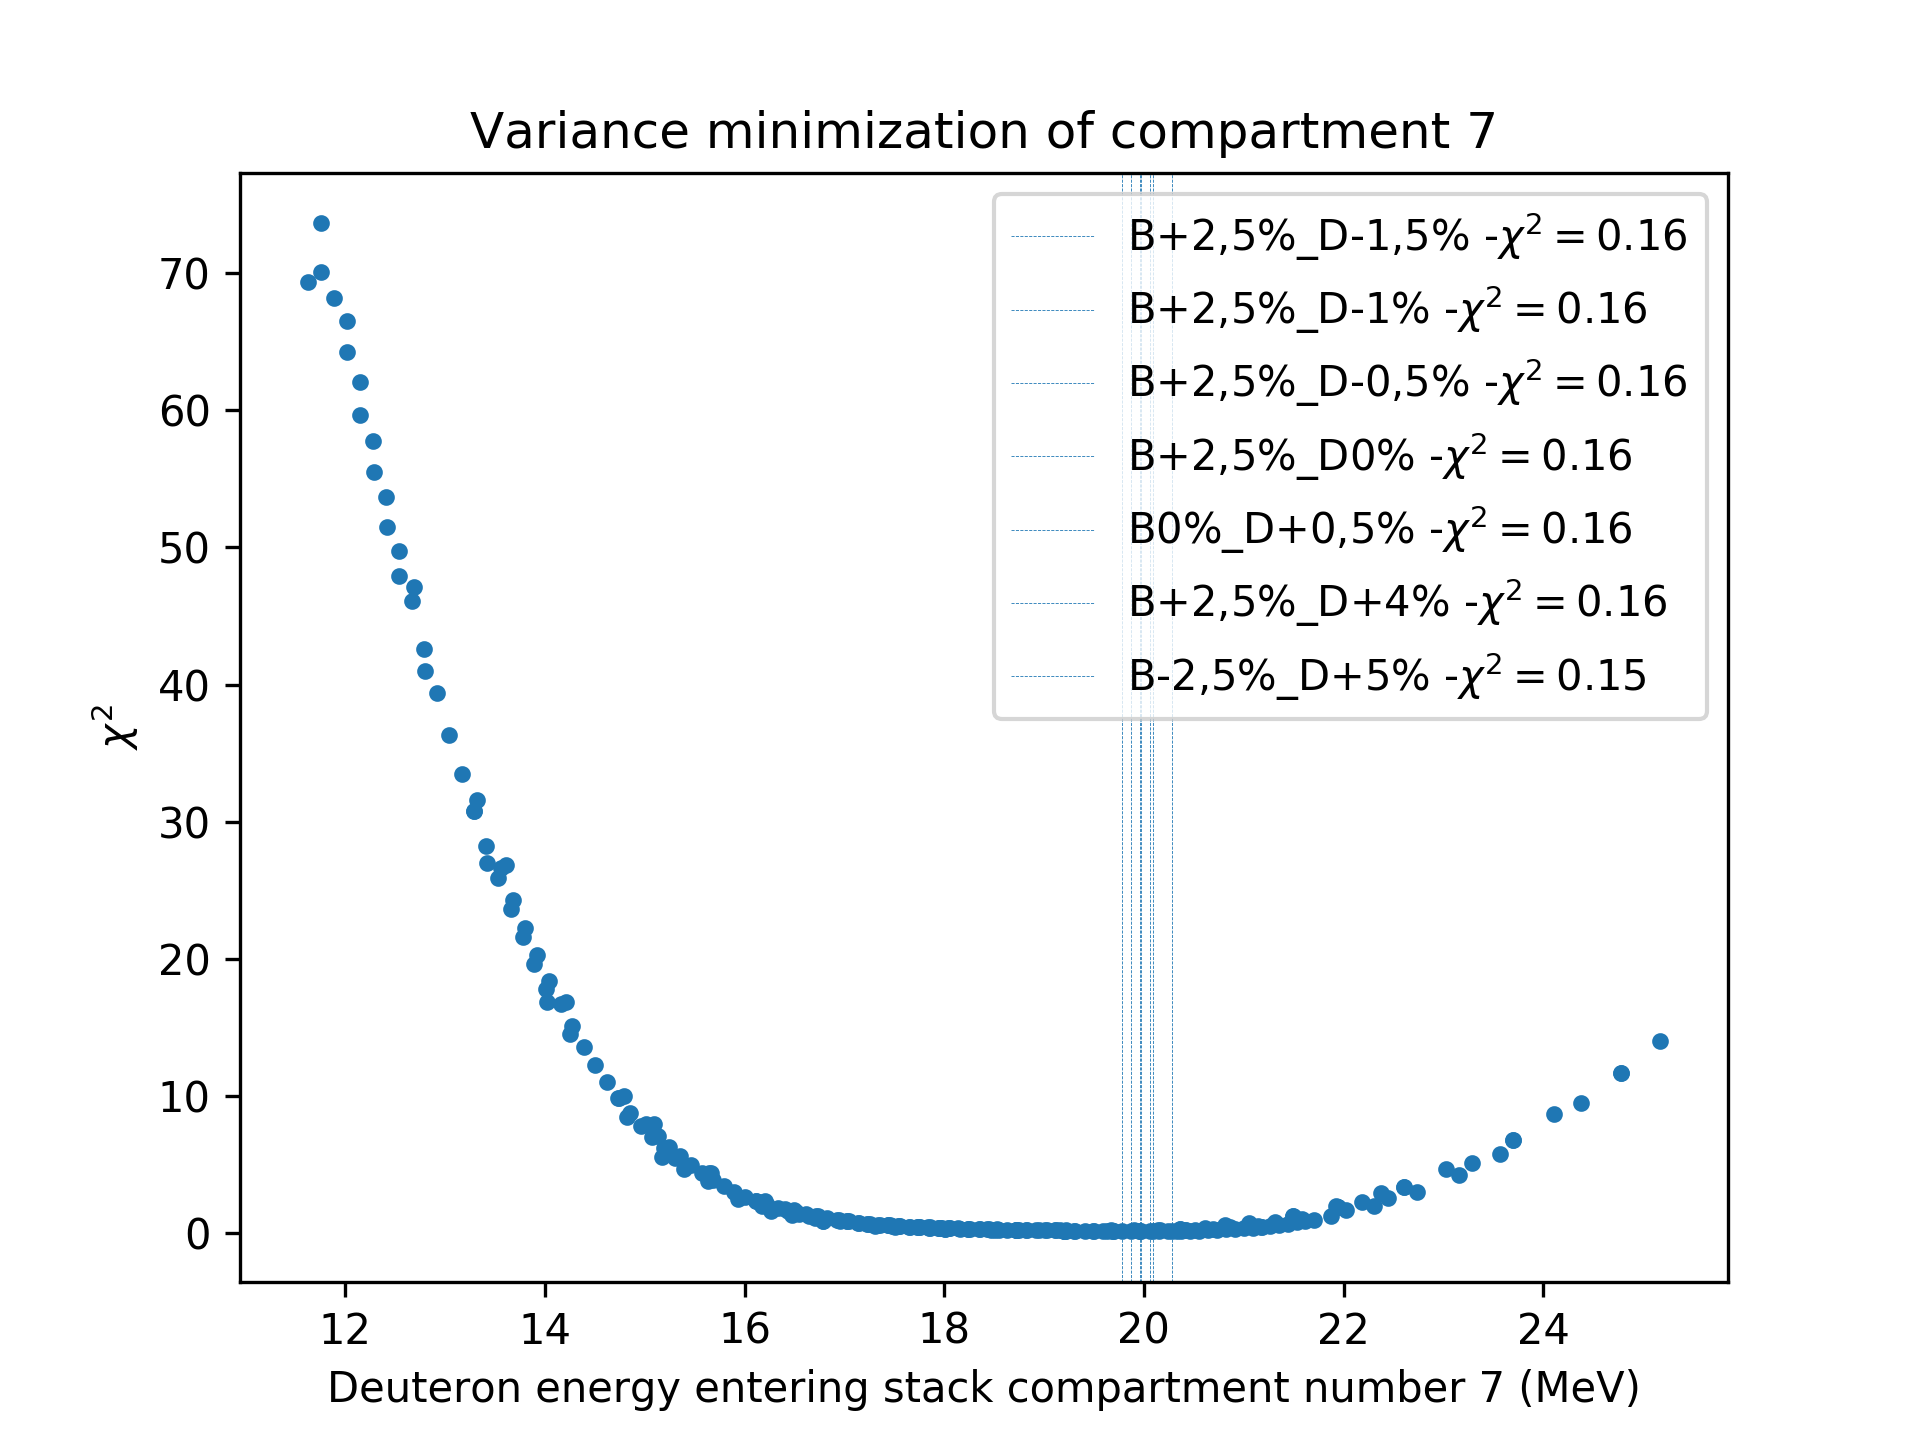 Variance minimization of compartment 7
B+2,5%_D-1,5% -χ² = 0.16
B+2,5%_D-1% -χ² = 0.16
B+2,5%_D-0,5% -χ² = 0.16
B+2,5%_D0% -χ² = 0.16
B0%_D+0,5% -χ² = 0.16
B+2,5%_D+4% -χ² = 0.16
B-2,5%_D+5% -χ² = 0.15
χ²
70
60
50
40
30
20
10
0
12 14 16 18 20 22 24
Deuteron energy entering stack compartment number 7 (MeV)